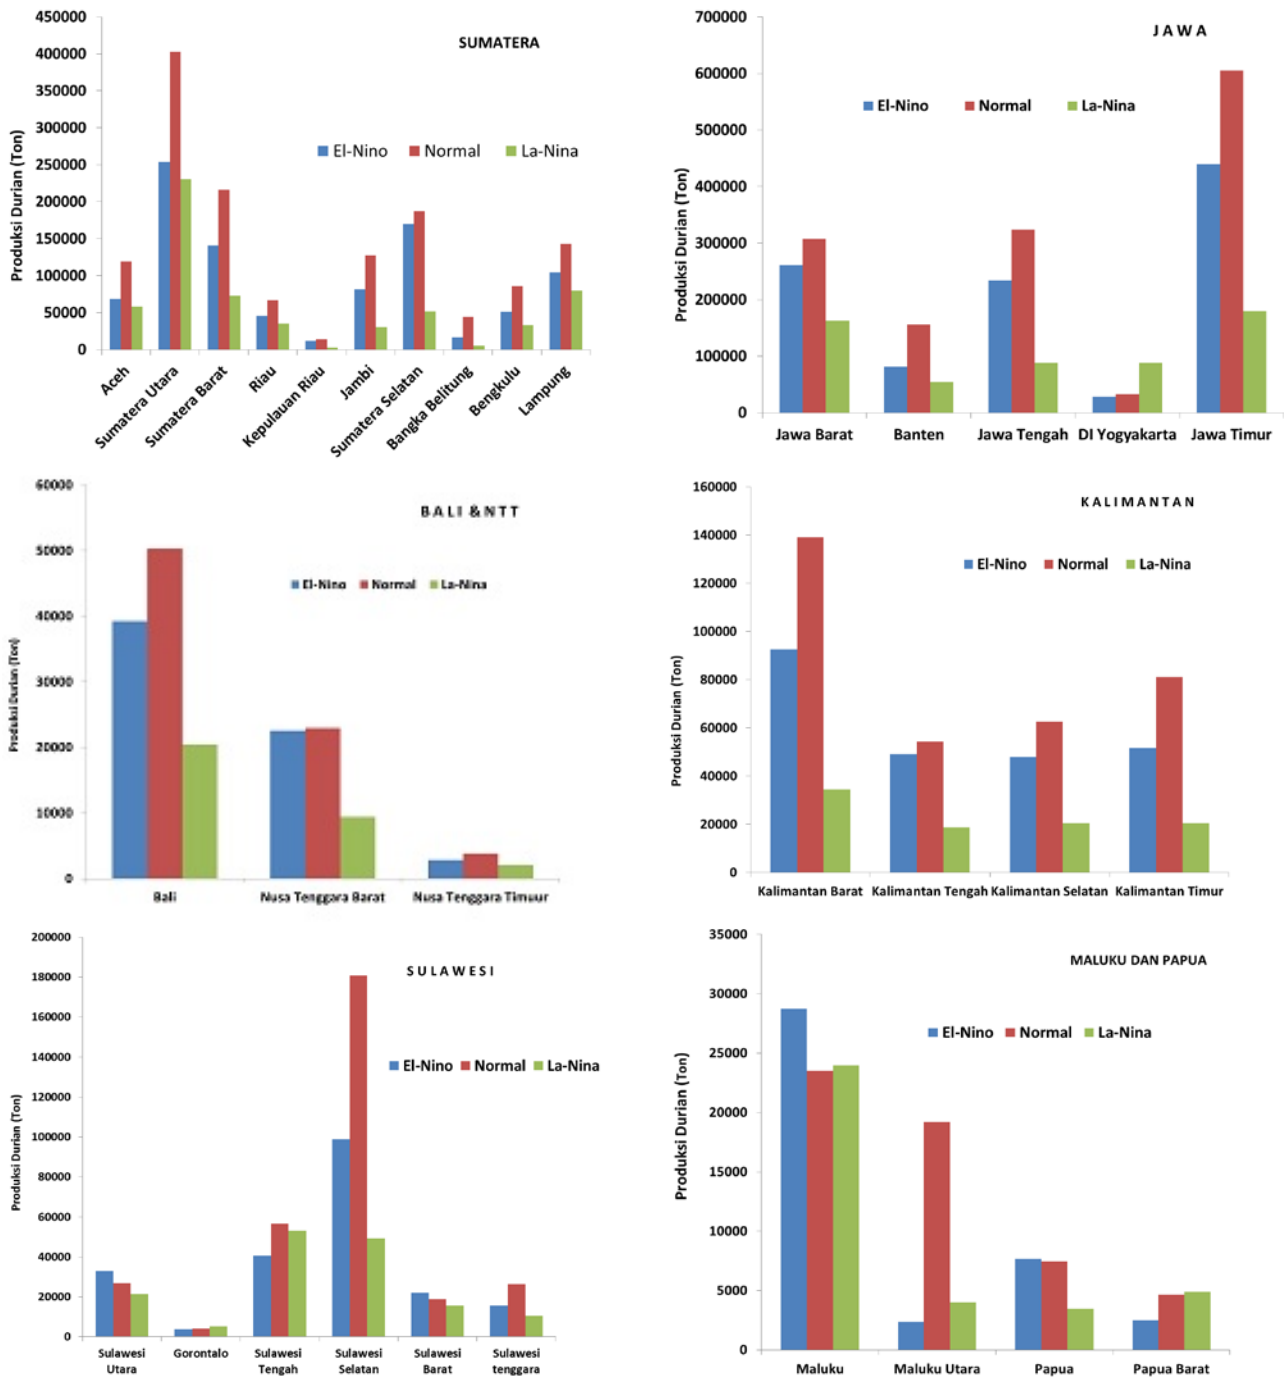 SUMATERA
Produksi Durian (Ton)
450000
400000
350000
300000
250000
200000
150000
100000
50000
0
El-Nino Normal La-Nina
Aceh
Sumatera Utara
Sumatera Barat
Riau
Kepulauan Riau
Jambi
Sumatera Selatan
Bangka Belitung
Bengkulu
Lampung
J A W A
Produksi Durian (Ton)
700000
600000
500000
400000
300000
200000
100000
0
El-Nino Normal La-Nina
Jawa Barat Banten Jawa Tengah DI Yogyakarta Jawa Timur
B A L I & N T T
Produksi Durian (Ton)
60000
50000
40000
30000
20000
10000
0
El-Nino Normal La-Nina
Bali Nusa Tenggara Barat Nusa Tenggara Timuur
K A L I M A N T A N
Produksi Durian (Ton)
160000
140000
120000
100000
80000
60000
40000
20000
0
El-Nino Normal La-Nina
Kalimantan Barat Kalimantan Tengah Kalimantan Selatan Kalimantan Timur
S U L A W E S I
Produksi Durian (Ton)
200000
180000
160000
140000
120000
100000
80000
60000
40000
20000
0
El-Nino Normal La-Nina
Sulawesi Utara
Gorontalo
Sulawesi Tengah
Sulawesi Selatan
Sulawesi Barat
Sulawesi tenggara
MALUKU DAN PAPUA
Produksi Durian (Ton)
35000
30000
25000
20000
15000
10000
5000
0
El-Nino Normal La-Nina
Maluku Maluku Utara Papua Papua Barat